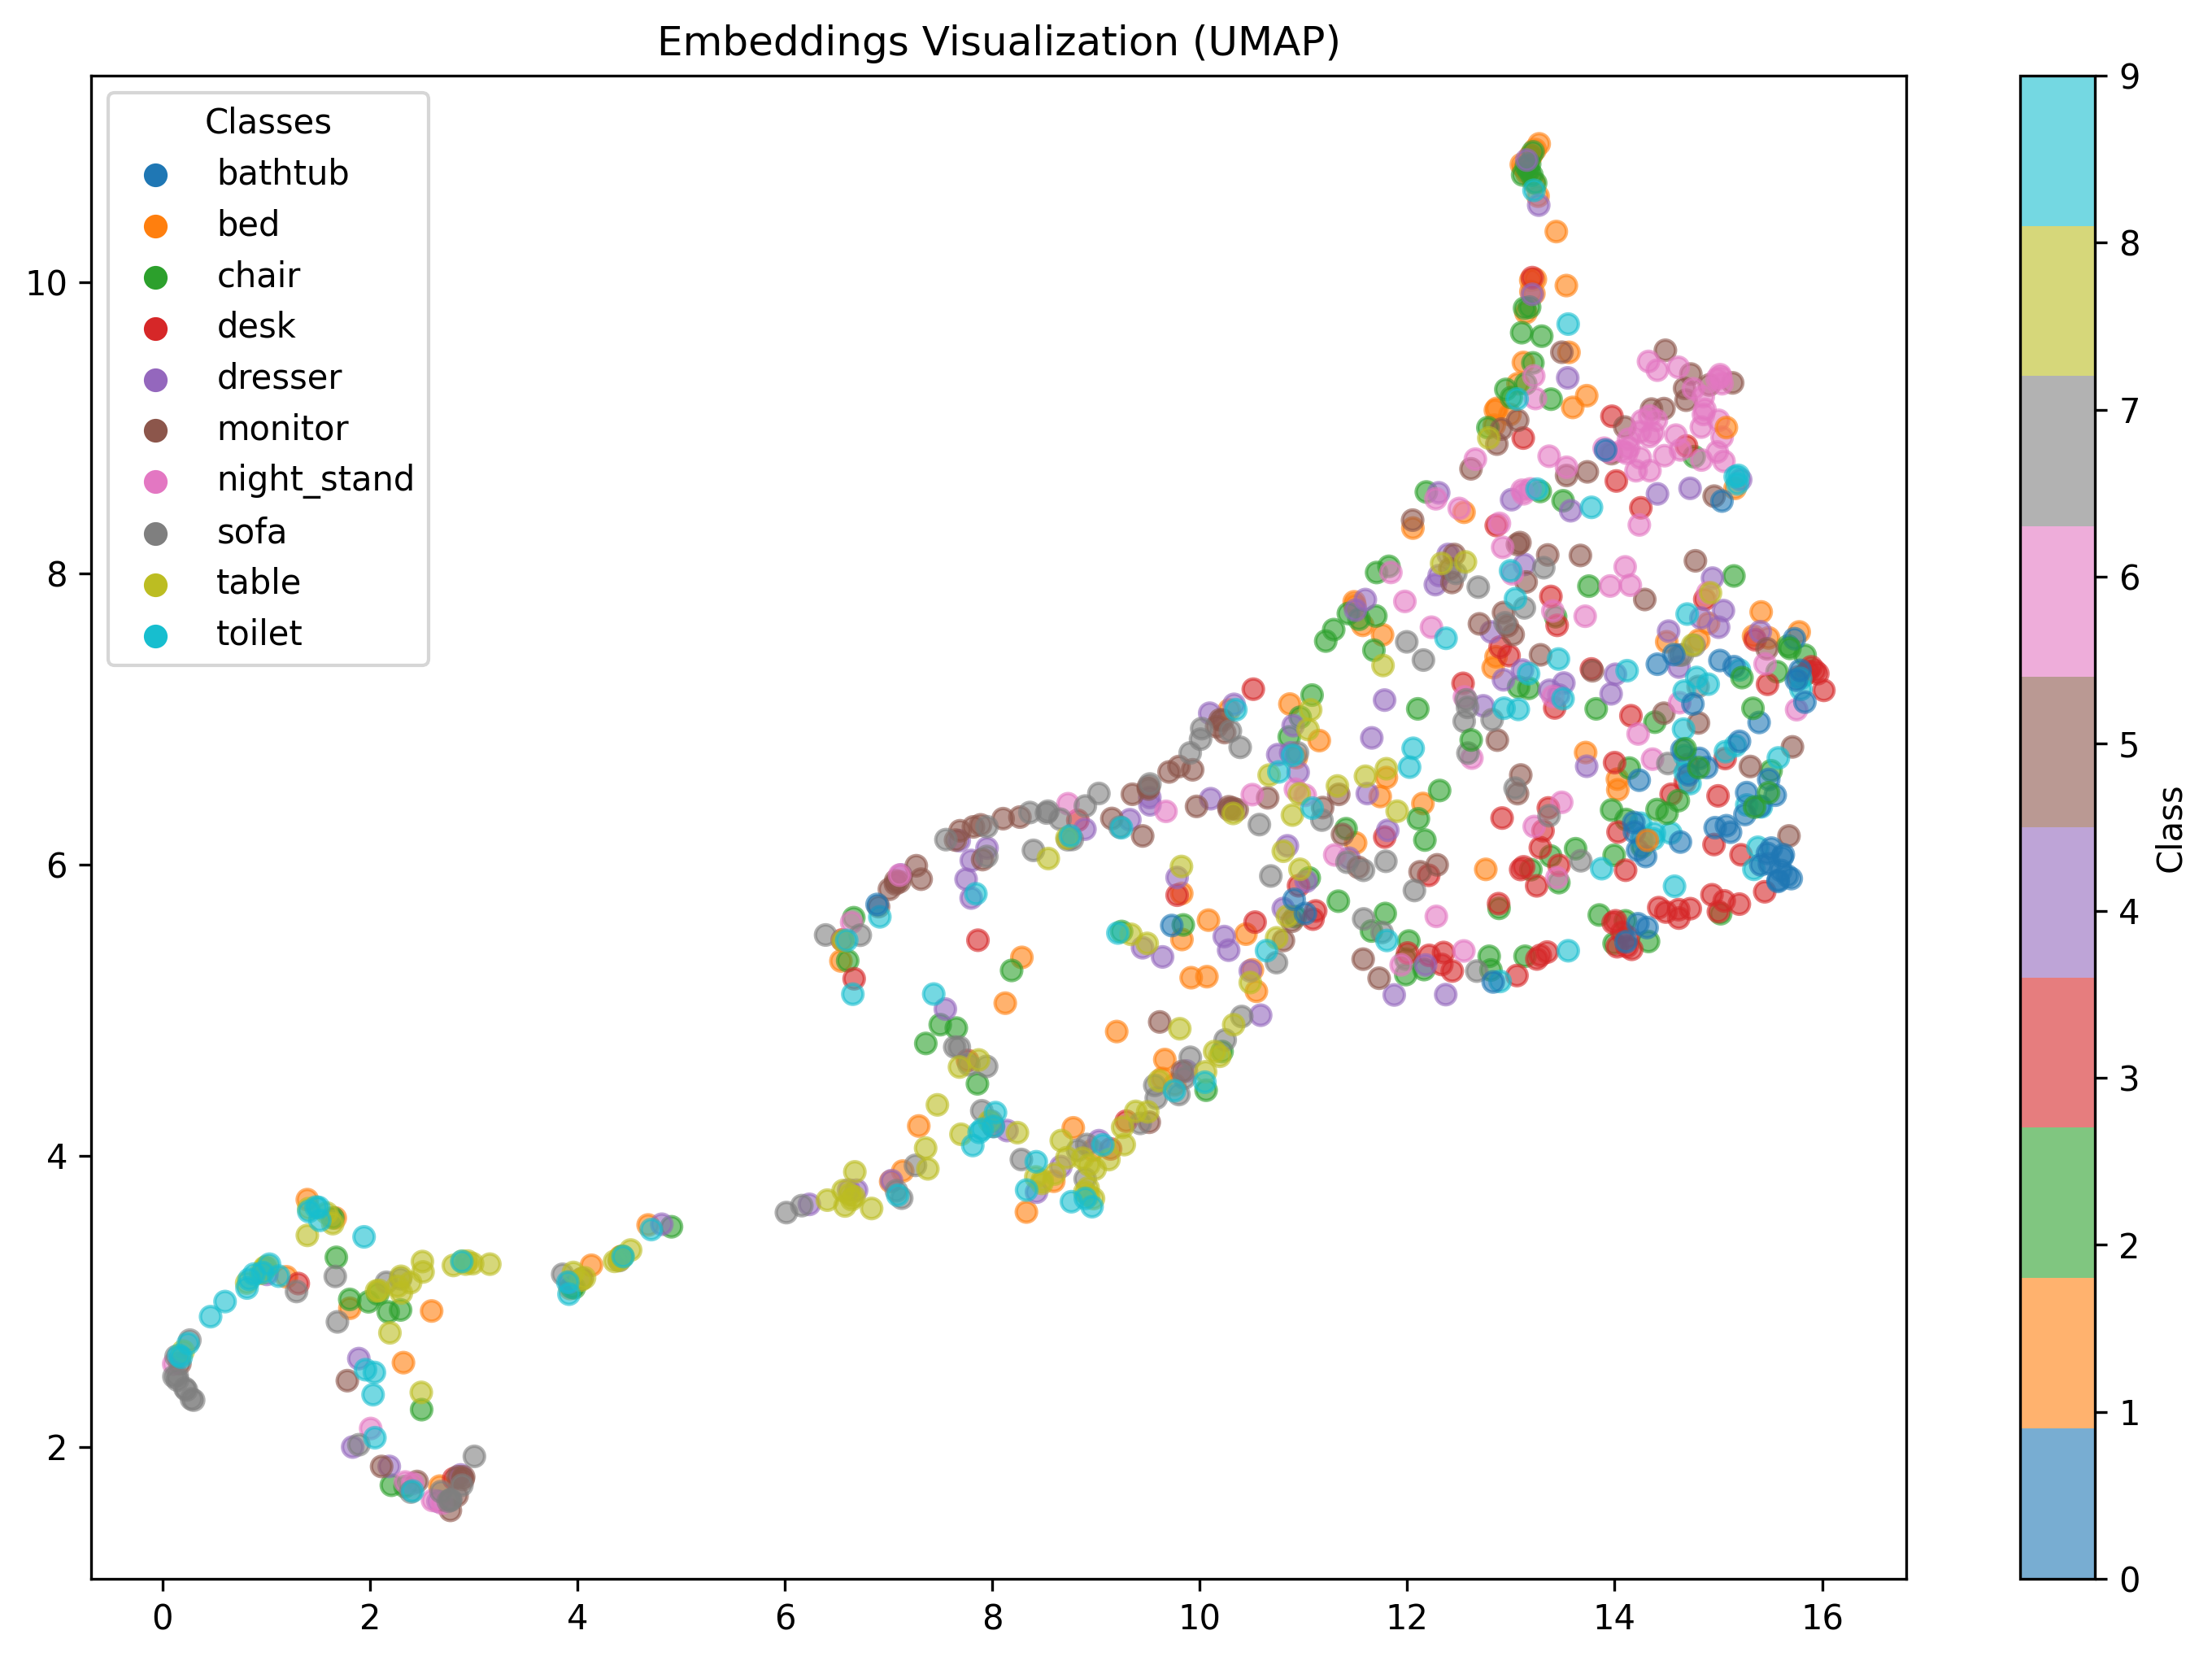 Embeddings Visualization (UMAP)
Classes
bathtub
bed
chair
desk
dresser
monitor
night_stand
sofa
table
toilet
10
8
6
4
2
0 2 4 6 8 10 12 14 16
9
8
7
6
5
4
3
2
1
0
Class